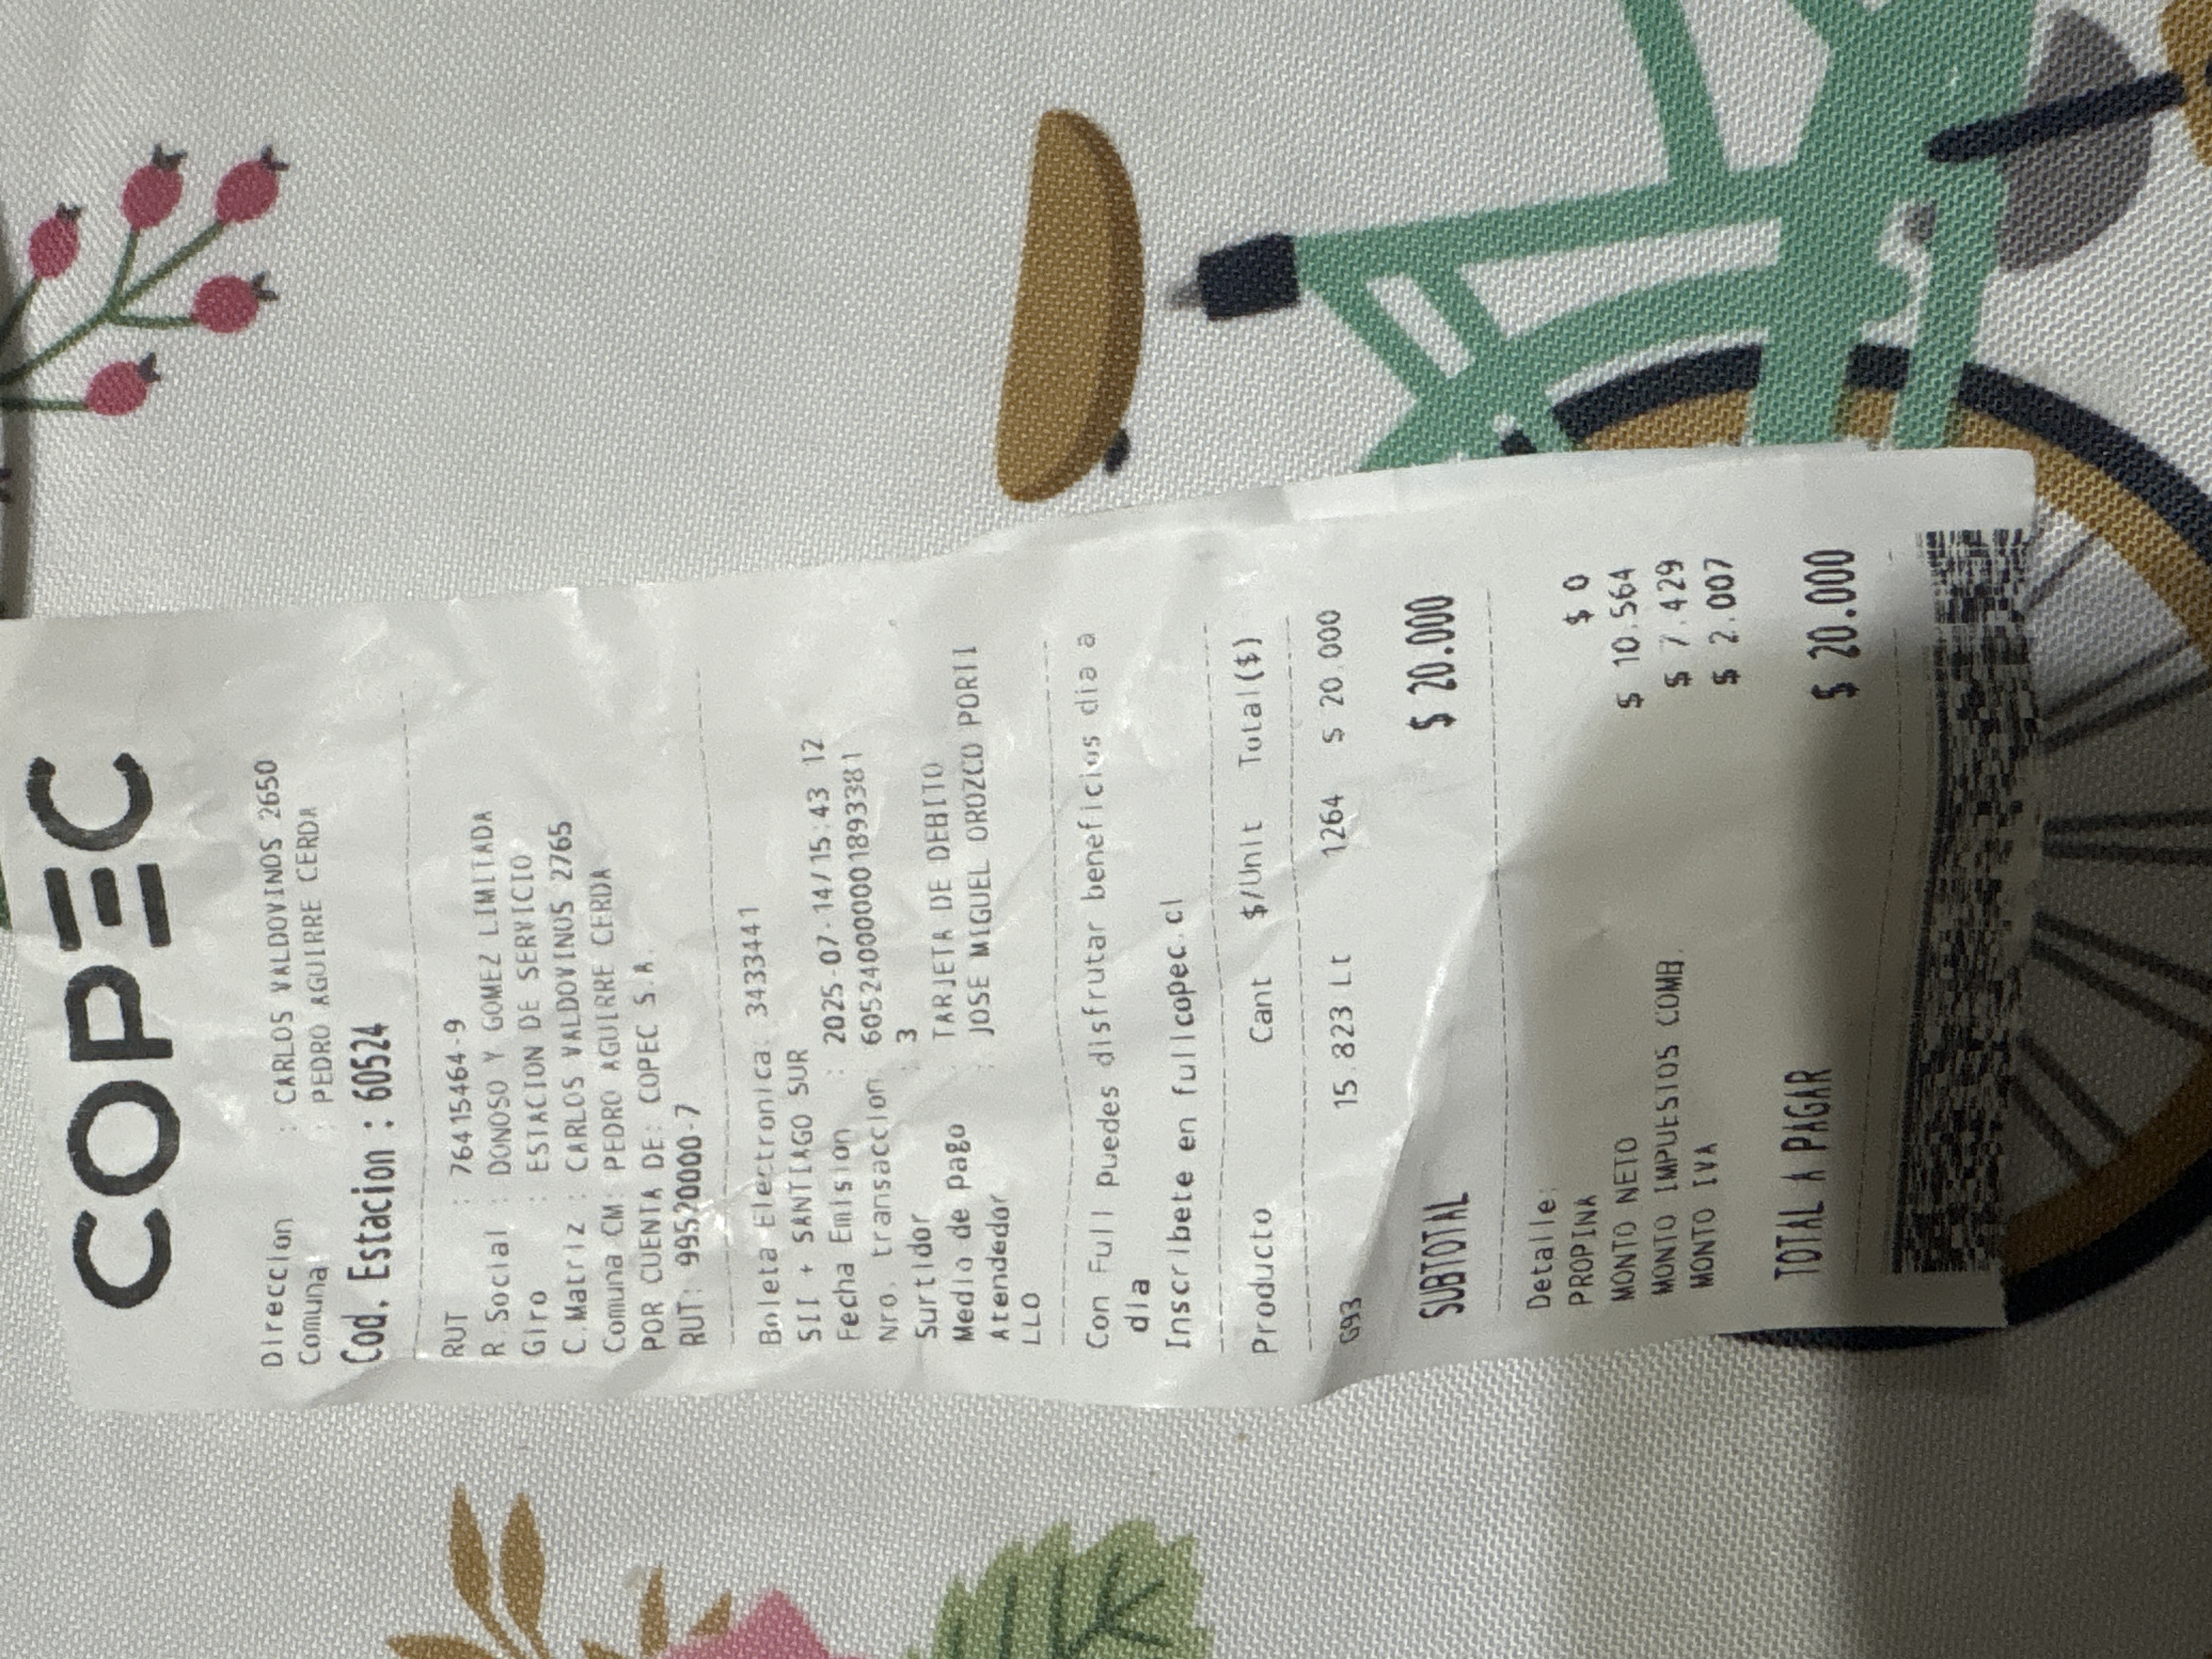 COPEC
Direccion : CARLOS VALDOVINOS 2650
Comuna : PEDRO AGUIRRE CERDA
Cod. Estacion : 60524
RUT : 76415464-9
R.Social : DONOSO Y GOMEZ LIMITADA
Giro : ESTACION DE SERVICIO
C.Matriz : CARLOS VALDOVINOS 2765
Comuna CM: PEDRO AGUIRRE CERDA
POR CUENTA DE: COPEC S.A.
RUT: 99520000-7
Boleta Electronica: 3433441
SII + SANTIAGO SUR
Fecha Emision : 2025-07-14/15:43 12
Nro. transaccion: 605240000001893381
Surtidor : 3
Medio de pago : TARJETA DE DEBITO
Atendedor : JOSE MIGUEL OROZCO PORTI
LLO
Con Full puedes disfrutar beneficios dia a
dia
Inscribete en fullcopec.cl
Producto Cant $/Unit Total($)
G93 15.823 Lt 1264 $ 20.000
SUBTOTAL $ 20.000
Detalle:
PROPINA $ 0
MONTO NETO $ 10.564
MONTO IMPUESTOS COMB. $ 7.429
MONTO IVA $ 2.007
TOTAL A PAGAR $ 20.000